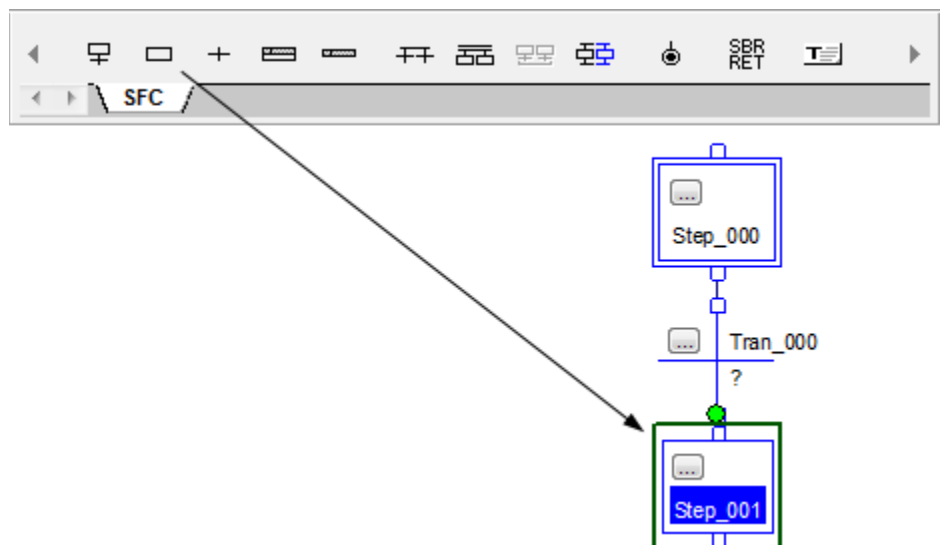 SBR
RET
T
SFC
...
Step_000
...
Tran_000
?
...
Step_001